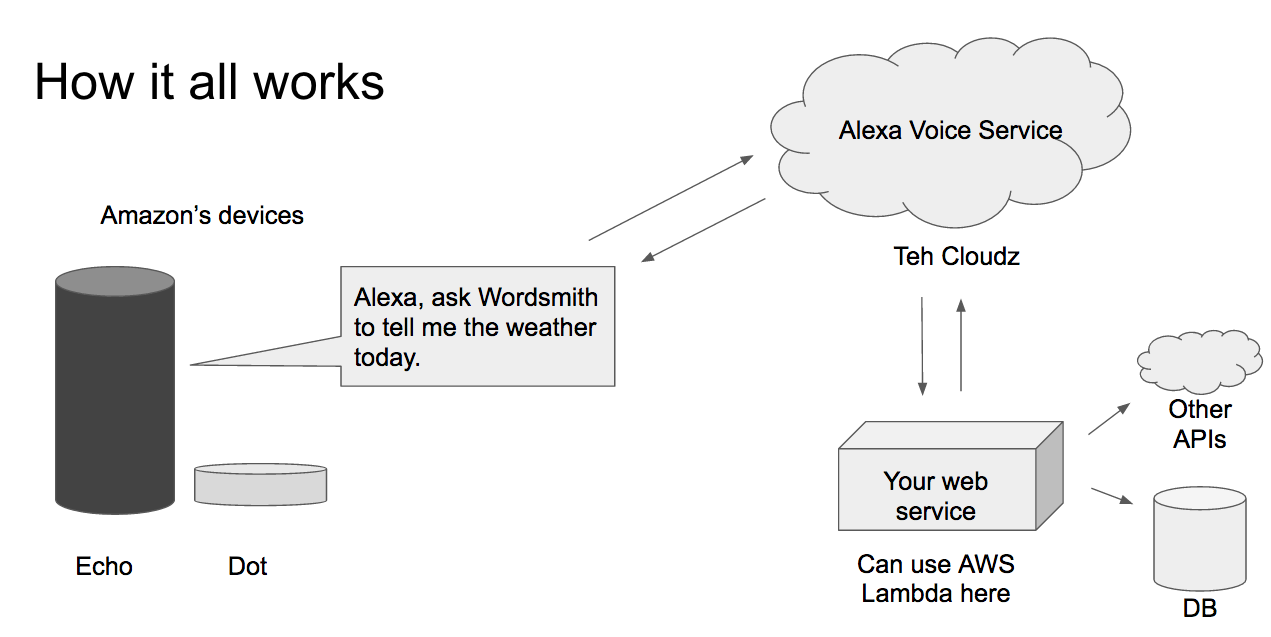 How it all works
Alexa Voice Service
Teh Cloudz
Amazon’s devices
Alexa, ask Wordsmith
to tell me the weather
today.
Echo
Dot
Your web
service
Can use AWS
Lambda here
Other
APIs
DB